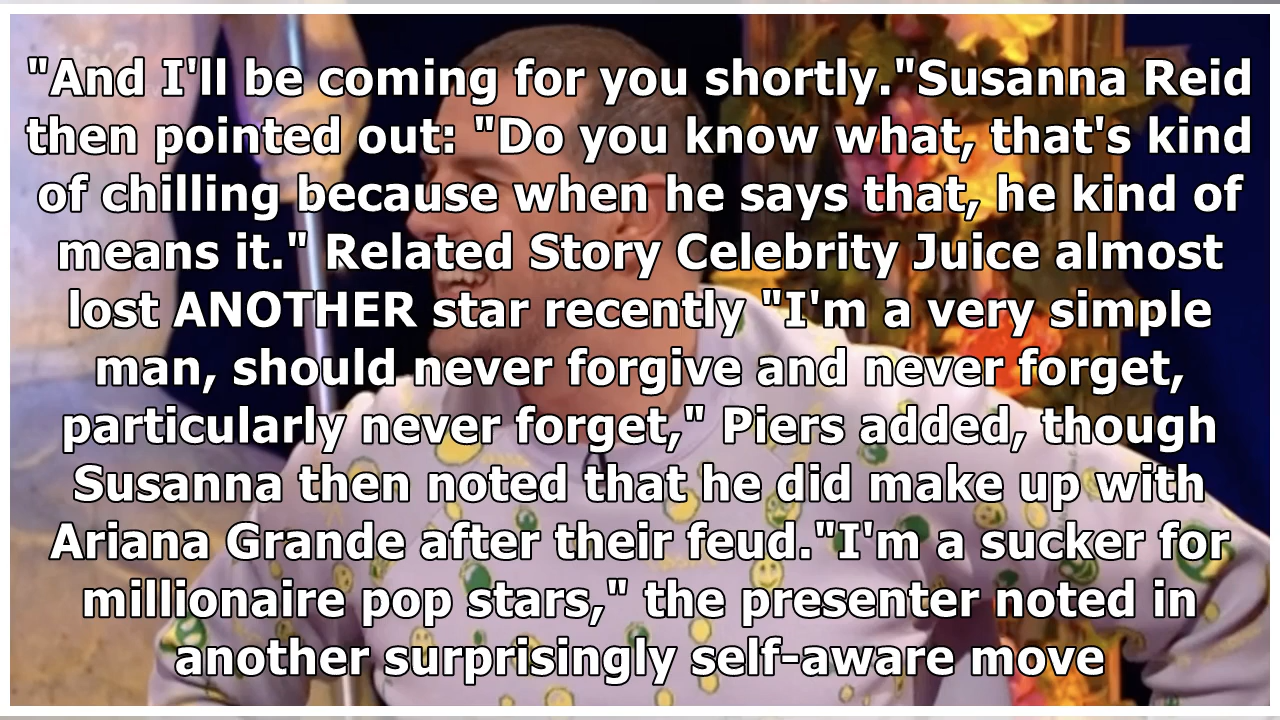 "And I'll be coming for you shortly."Susanna Reid
then pointed out: "Do you know what, that's kind
of chilling because when he says that, he kind of
means it." Related Story Celebrity Juice almost
lost ANOTHER star recently "I'm a very simple
man, should never forgive and never forget,
particularly never forget," Piers added, though
Susanna then noted that he did make up with
Ariana Grande after their feud."I'm a sucker for
millionaire pop stars," the presenter noted in
another surprisingly self-aware move